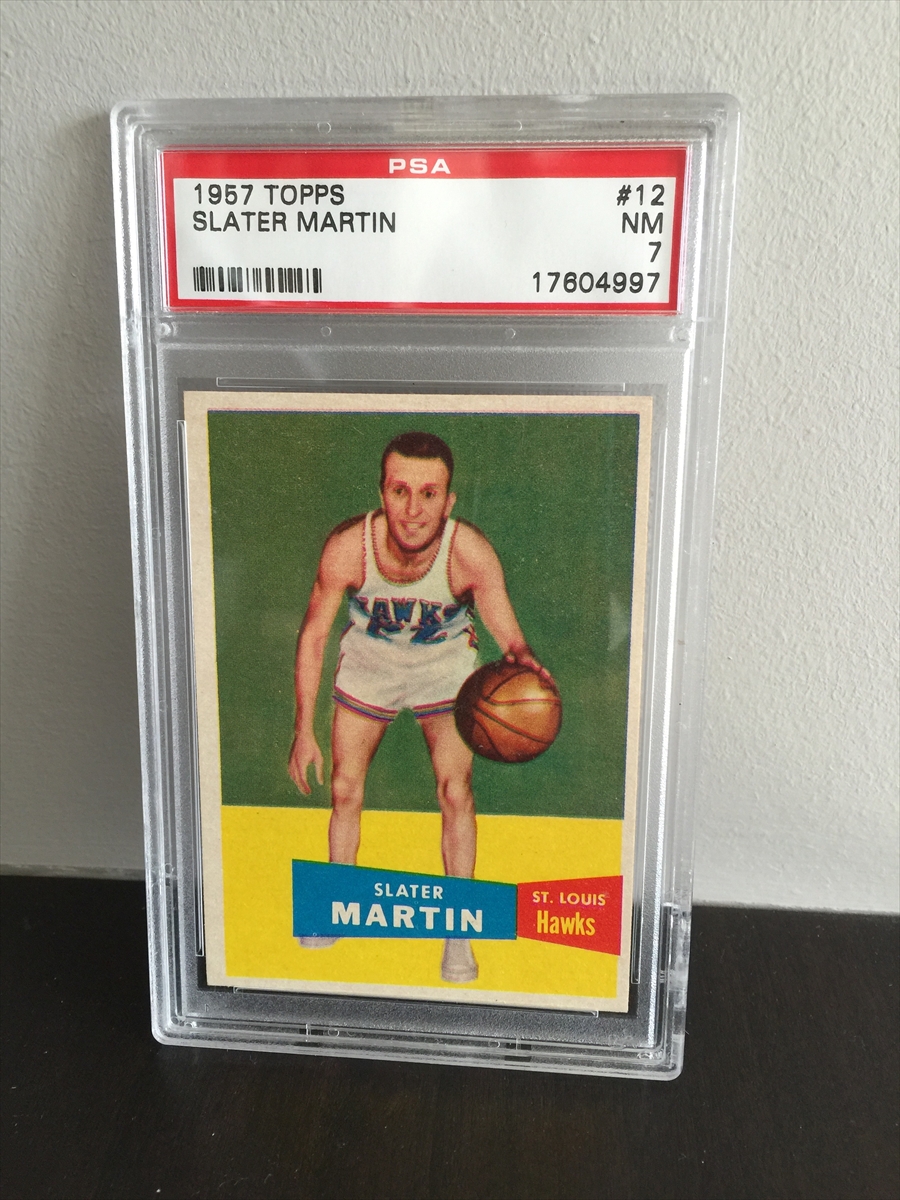 PSA
1957 TOPPS #12
SLATER MARTIN NM
7
17604997
HAWKS
SLATER
MARTIN
ST. LOUIS
Hawks